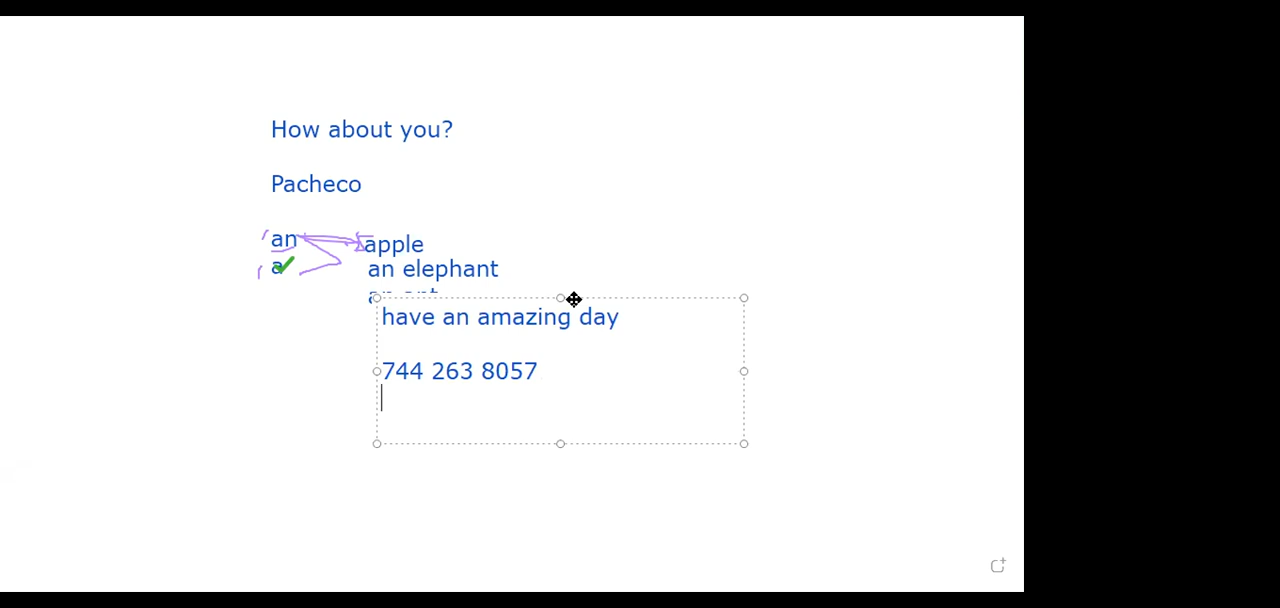 How about you?
Pacheco
an
a
apple
an elephant
have an amazing day
744 263 8057